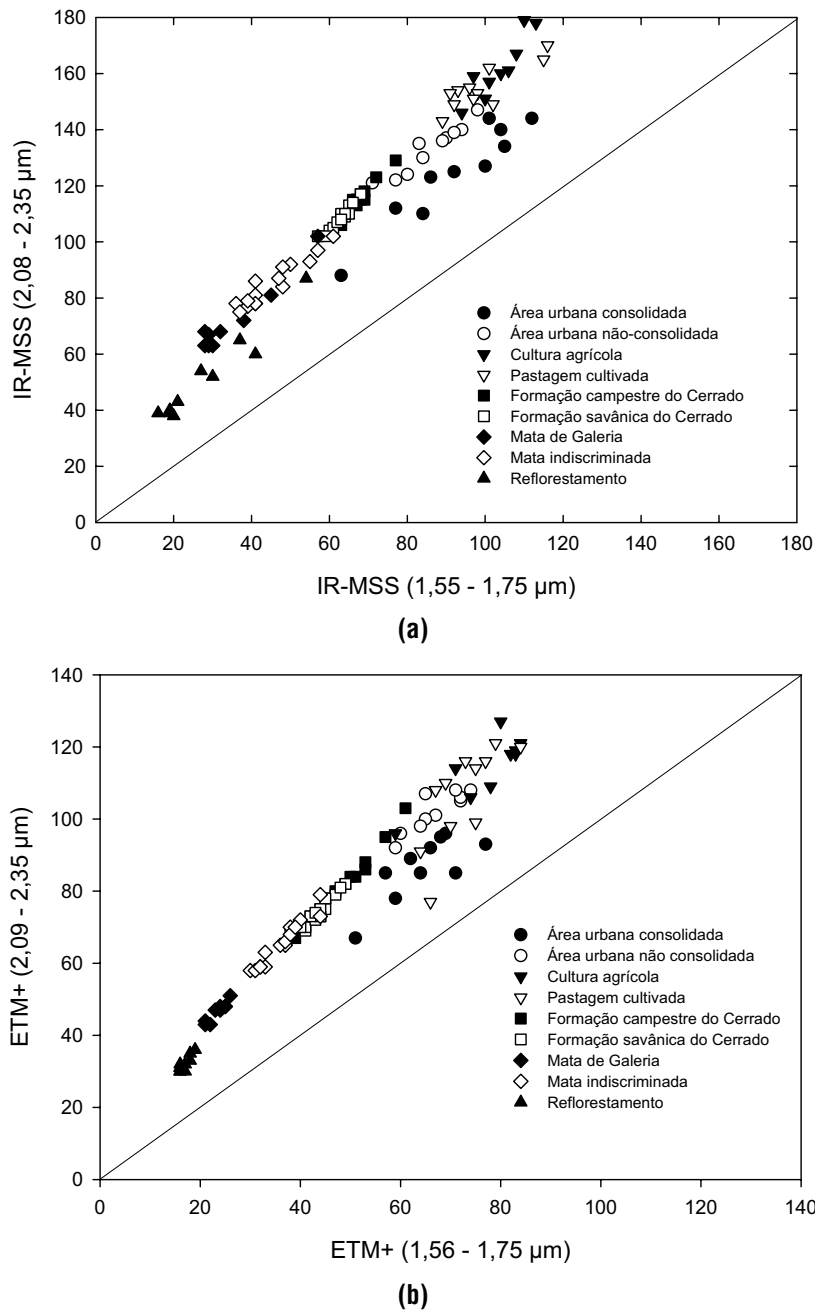 180
160
140
120
100
80
60
40
20
0
IR-MSS (2,08 - 2,35 µm)
Área urbana consolidada
Área urbana não-consolidada
Cultura agrícola
Pastagem cultivada
Formação campestre do Cerrado
Formação savânica do Cerrado
Mata de Galeria
Mata indiscriminada
Reflorestamento
0 20 40 60 80 100 120 140 160 180
IR-MSS (1,55 - 1,75 µm)
(a)
140
120
100
80
60
40
20
0
ETM+ (2,09 - 2,35 µm)
Área urbana consolidada
Área urbana não consolidada
Cultura agrícola
Pastagem cultivada
Formação campestre do Cerrado
Formação savânica do Cerrado
Mata de Galeria
Mata indiscriminada
Reflorestamento
0 20 40 60 80 100 120 140
ETM+ (1,56 - 1,75 µm)
(b)